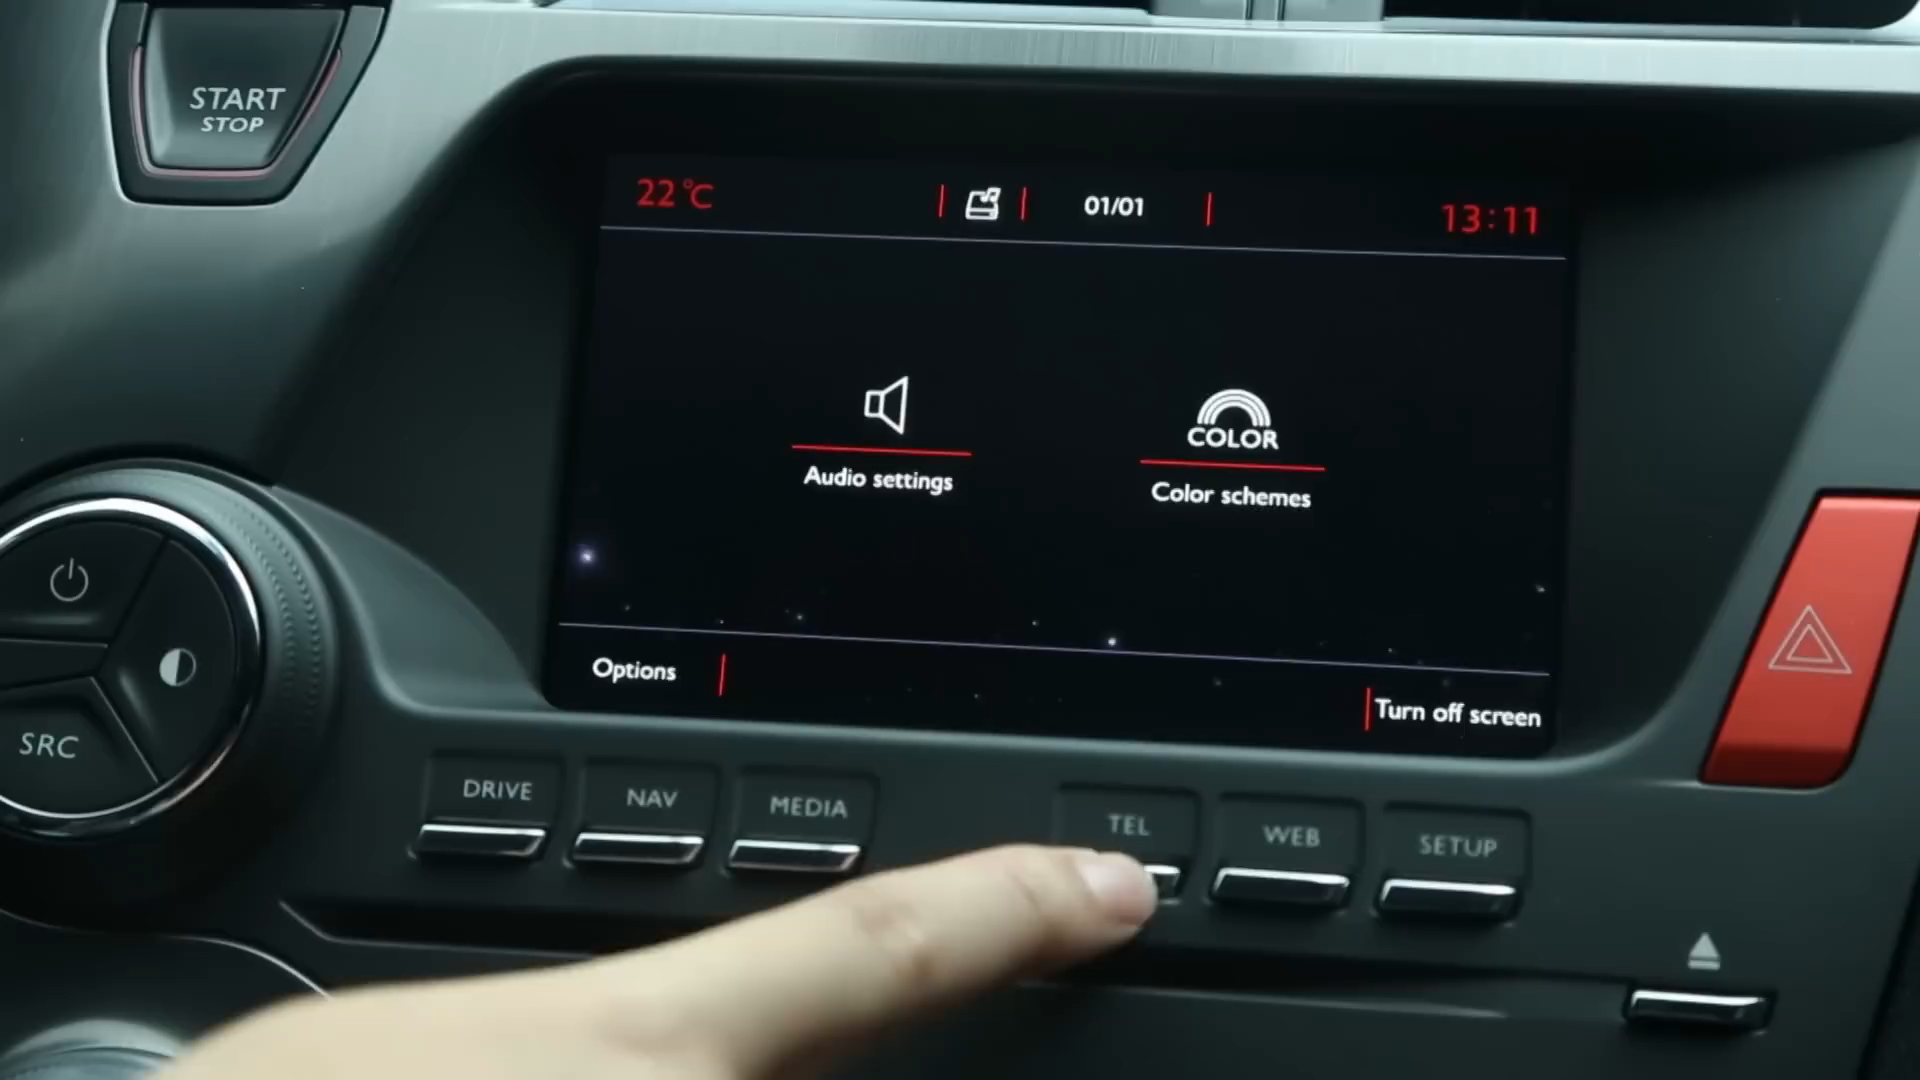 START
STOP
22°C
01/01
13:11
COLOR
Audio settings
Color schemes
Options
Turn off screen
SRC
DRIVE
NAV
MEDIA
TEL
WEB
SETUP